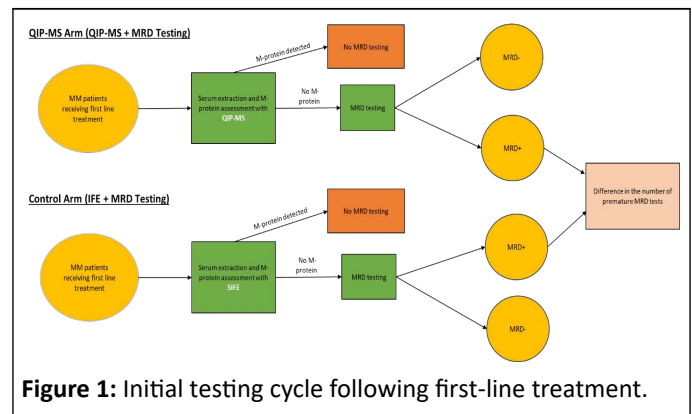 QIP-MS Arm (QIP-MS + MRD Testing)
MM patients
receiving first line
treatment
Serum extraction and M-
protein assessment with
QIP-MS
M-protein detected
No MRD testing
No M-
protein
MRD testing
MRD-
MRD+
Difference in the number of
premature MRD tests
Control Arm (IFE + MRD Testing)
MM patients
receiving first line
treatment
Serum extraction and M-
protein assessment with
SIFE
M-protein detected
No MRD testing
No M-
protein
MRD testing
MRD+
MRD-
Figure 1: Initial testing cycle following first-line treatment.